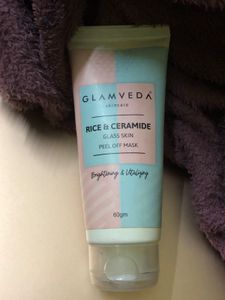 GLAMVEDA
skincare
RICE & CERAMIDE
GLASS SKIN
PEEL OFF MASK
Brightening & Vitalizing
60gm